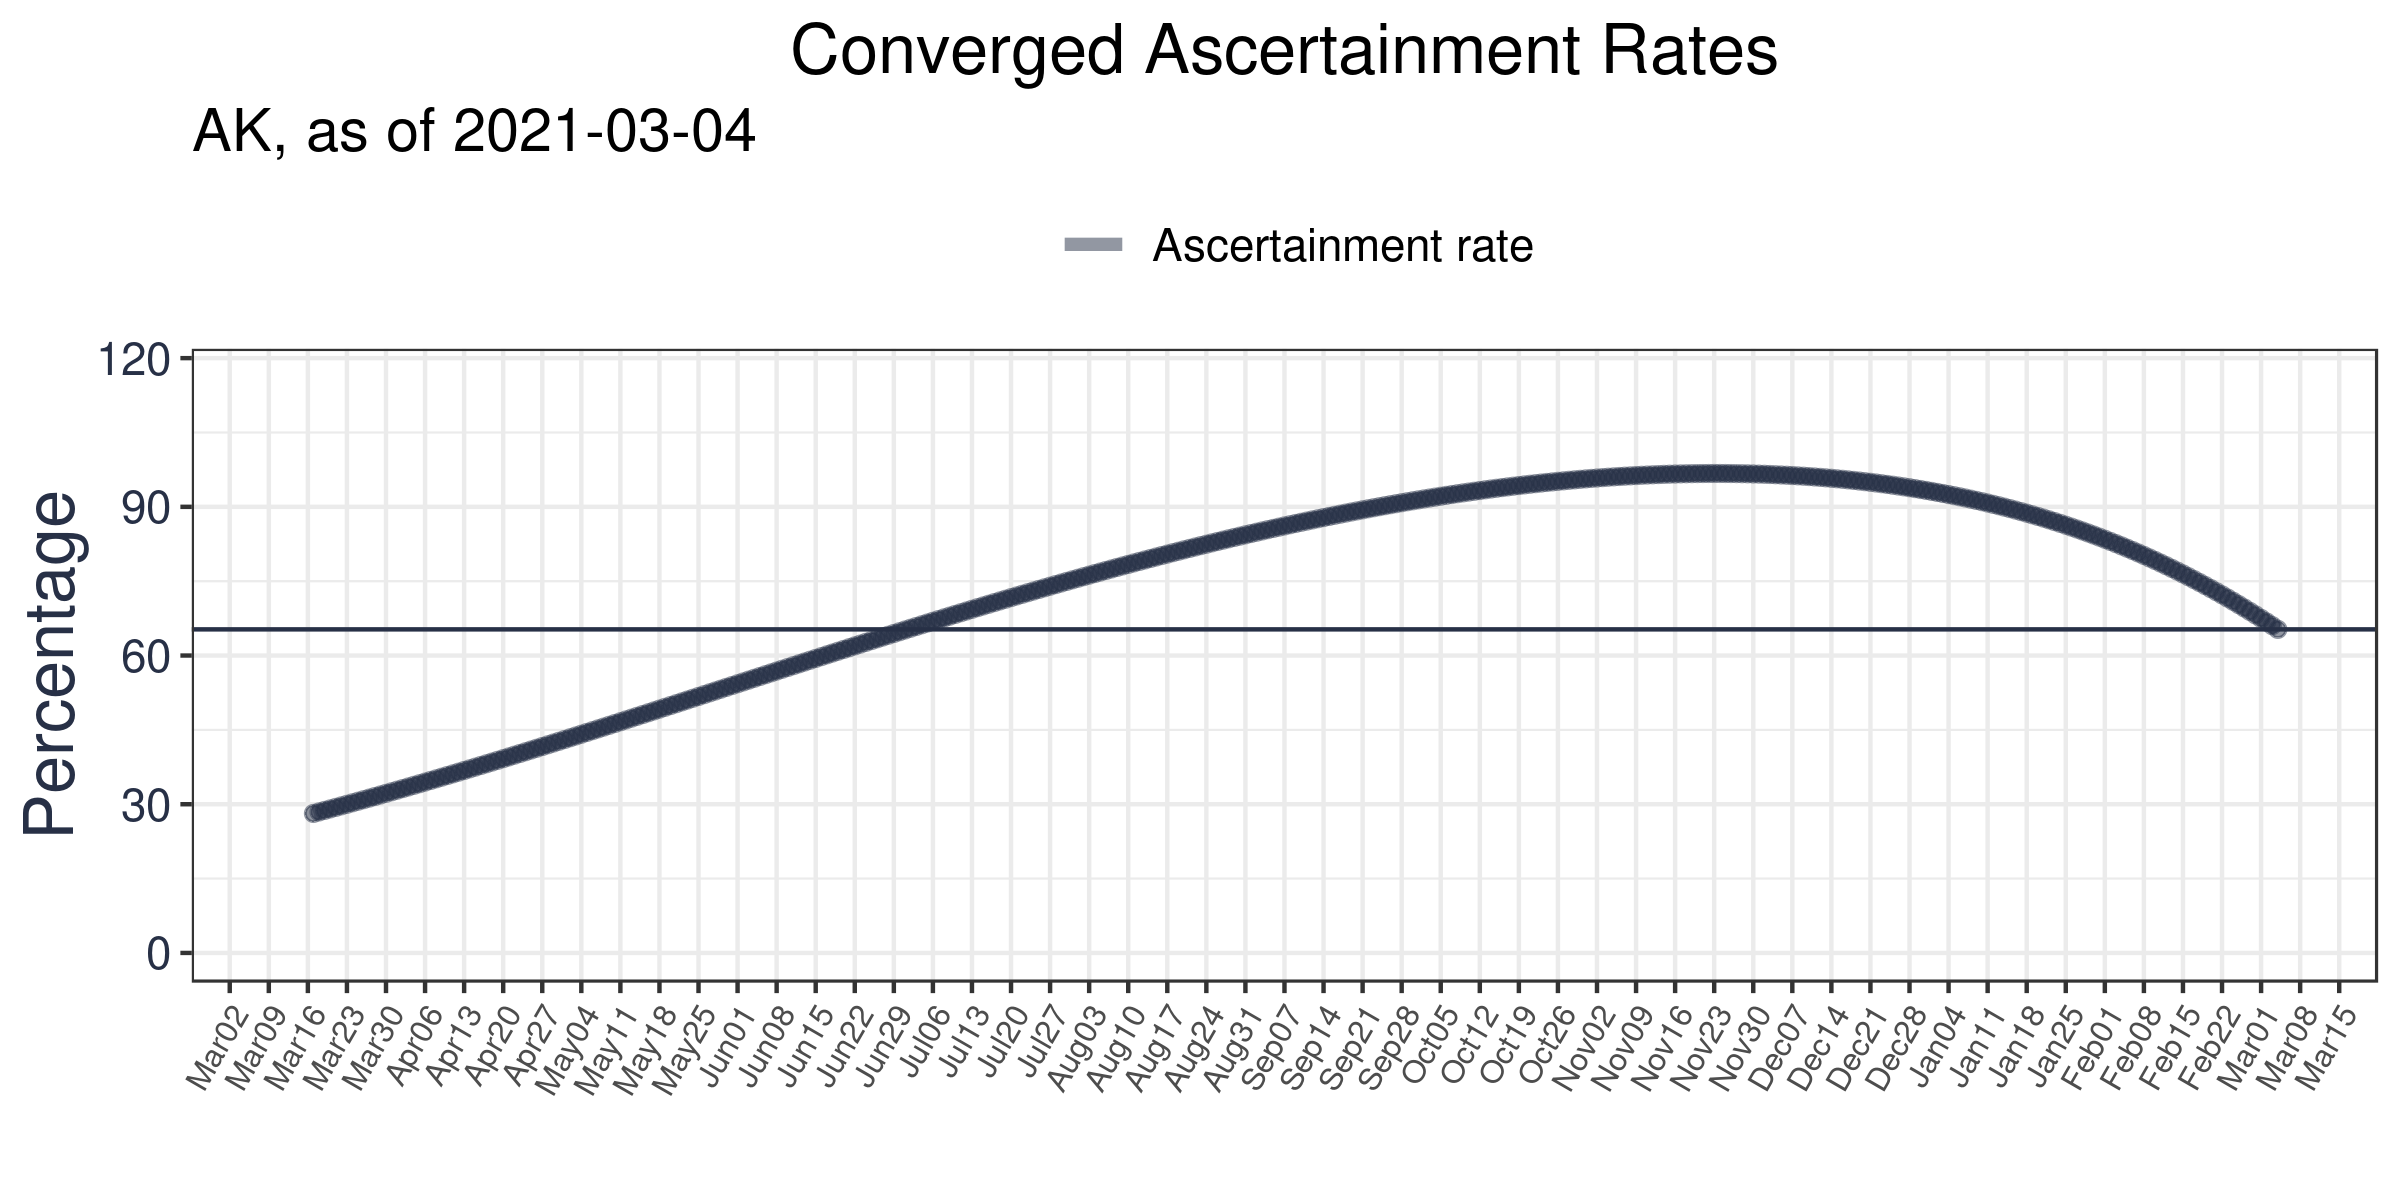 Converged Ascertainment Rates
AK, as of 2021-03-04
Ascertainment rate
Percentage
120
90
60
30
0
Mar02 Mar09 Mar16 Mar23 Mar30 Apr06 Apr13 Apr20 Apr27 May04 May11 May18 May25 Jun01 Jun08 Jun15 Jun22 Jun29 Jul06 Jul13 Jul20 Jul27 Aug03 Aug10 Aug17 Aug24 Aug31 Sep07 Sep14 Sep21 Sep28 Oct05 Oct12 Oct19 Oct26 Nov02 Nov09 Nov16 Nov23 Nov30 Dec07 Dec14 Dec21 Dec28 Jan04 Jan11 Jan18 Jan25 Feb01 Feb08 Feb15 Feb22 Mar01 Mar08 Mar15